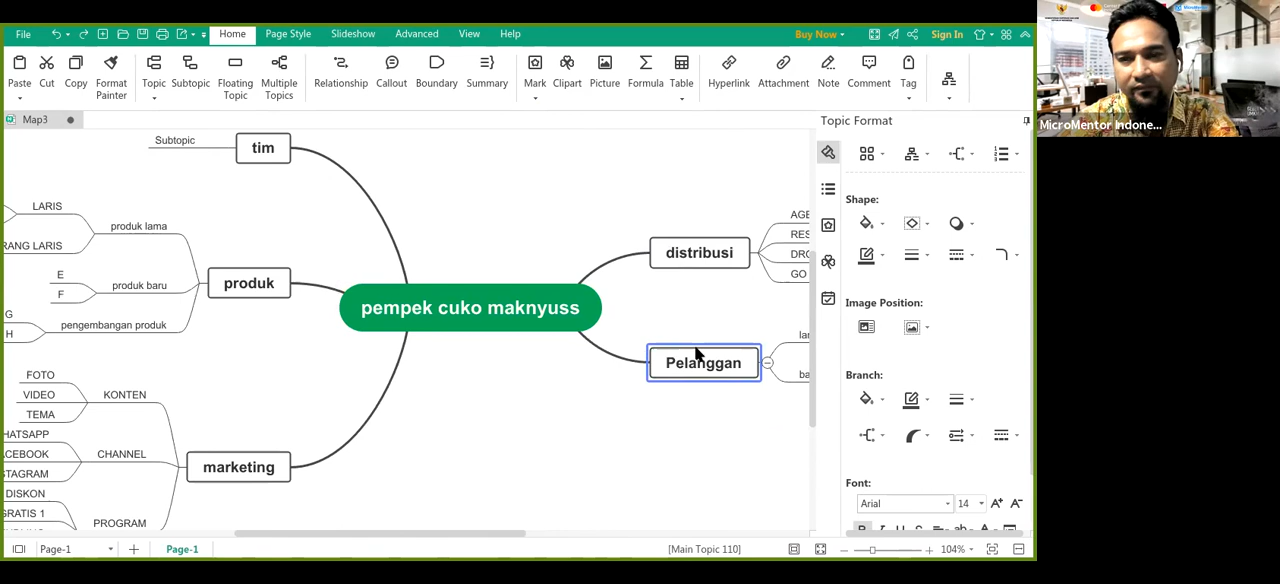 File
Home
Page Style
Slideshow
Advanced
View
Help
Buy Now
Sign In
Paste
Cut
Copy
Format
Painter
Topic
Subtopic
Floating
Topic
Multiple
Topics
Relationship
Callout
Boundary
Summary
Mark
Clipart
Picture
Formula
Table
Hyperlink
Attachment
Note
Comment
Tag
Map3
MicroMentor Indone...
Topic Format
Subtopic
tim
LARIS
RANG LARIS
produk lama
E
F
produk baru
G
H
pengembangan produk
produk
pempek cuko maknyuss
distribusi
AGE
RES
DRO
GO
Pelanggan
lar
ba
FOTO
VIDEO
TEMA
KONTEN
HATSAPP
ACEBOOK
STAGRAM
CHANNEL
DISKON
GRATIS 1
PROGRAM
marketing
Shape:
Image Position:
Branch:
Font:
Arial
14
A+
A-
Page-1
Page-1
[Main Topic 110]
104%